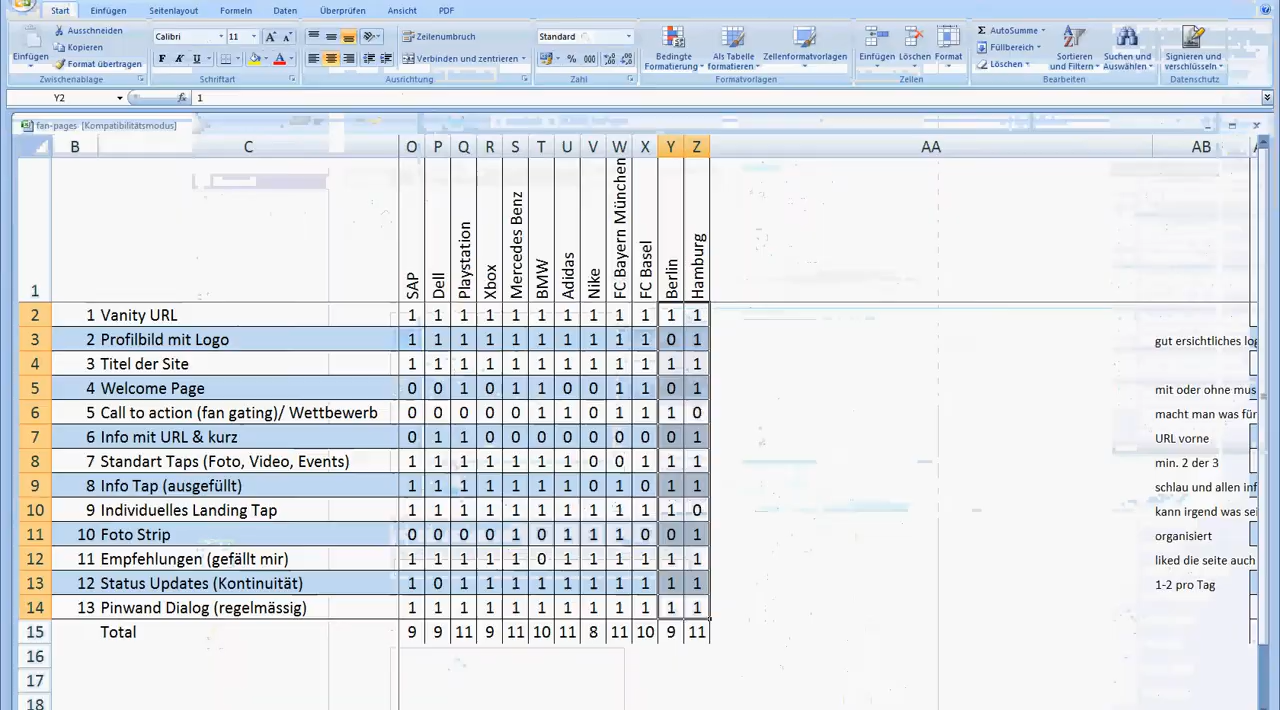 Start Einfügen Seitenlayout Formeln Daten Überprüfen Ansicht PDF
Einfügen Ausschneiden Kopieren Format übertragen Zwischenablage
Calibri 11 A A F K U A Schriftart
Zeilenumbruch Verbinden und zentrieren Ausrichtung
Standard % 000 Zahl
Bedingte Formatierung Als Tabelle formatieren Zellenformatvorlagen Formatvorlagen
Einfügen Löschen Format Zellen
Σ AutoSumme Füllbereich Löschen Sortieren und Filtern Suchen und Auswählen Bearbeiten
Signieren und verschlüsseln Datenschutz
Y2 fx 1
fan-pages [Kompatibilitätsmodus]
B C O P Q R S T U V W X Y Z AA AB
1 SAP Dell Playstation Xbox Mercedes Benz BMW Adidas Nike FC Bayern München FC Basel Berlin Hamburg
2 1 Vanity URL 1 1 1 1 1 1 1 1 1 1 1 1
3 2 Profilbild mit Logo 1 1 1 1 1 1 1 1 1 1 0 1 gut ersichtliches log
4 3 Titel der Site 1 1 1 1 1 1 1 1 1 1 1 1
5 4 Welcome Page 0 0 1 0 1 1 0 0 1 1 0 1 mit oder ohne mus
6 5 Call to action (fan gating)/ Wettbewerb 0 0 0 0 0 1 1 0 1 1 1 0 macht man was für
7 6 Info mit URL & kurz 0 1 1 0 0 0 0 0 0 0 0 1 URL vorne
8 7 Standart Taps (Foto, Video, Events) 1 1 1 1 1 1 1 0 0 1 1 1 min. 2 der 3
9 8 Info Tap (ausgefüllt) 1 1 1 1 1 1 1 0 1 0 1 1 schlau und allen inf
10 9 Individuelles Landing Tap 1 1 1 1 1 1 1 1 1 1 1 0 kann irgend was sei
11 10 Foto Strip 0 0 0 0 1 0 1 1 1 0 0 1 organisiert
12 11 Empfehlungen (gefällt mir) 1 1 1 1 1 0 1 1 1 1 1 1 liked die seite auch
13 12 Status Updates (Kontinuität) 1 0 1 1 1 1 1 1 1 1 1 1 1-2 pro Tag
14 13 Pinwand Dialog (regelmässig) 1 1 1 1 1 1 1 1 1 1 1 1
15 Total 9 9 11 9 11 10 11 8 11 10 9 11
16
17
18